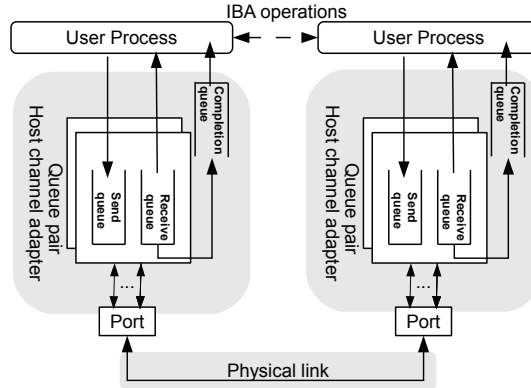 IBA operations
User Process
User Process
Host channel adapter
Queue pair
Send
queue
Receive
queue
Completion
queue
...
Port
Host channel adapter
Queue pair
Send
queue
Receive
queue
Completion
queue
...
Port
Physical link